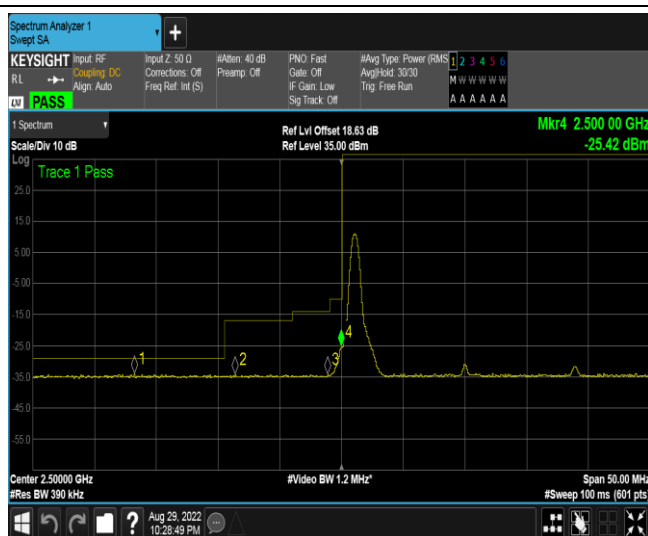 Spectrum Analyzer 1
Swept SA
+
KEYSIGHT
RL
PASS
Input: RF
Coupling: DC
Align: Auto
Input Z: 50 Ω
Corrections: Off
Freq Ref: Int (S)
#Atten: 40 dB
Preamp: Off
PNO: Fast
Gate: Off
IF Gain: Low
Sig Track: Off
#Avg Type: Power (RMS
Avg|Hold: 30/30
Trig: Free Run
1 2 3 4 5 6
M W W W W W
A A A A A A
1 Spectrum
Scale/Div 10 dB
Ref Lvl Offset 18.63 dB
Ref Level 35.00 dBm
Mkr4 2.500 00 GHz
-25.42 dBm
Log
Trace 1 Pass
25.0
15.0
5.00
-5.00
-15.0
-25.0
-35.0
-45.0
-55.0
1
2
3
4
Center 2.50000 GHz
#Res BW 390 kHz
#Video BW 1.2 MHz*
Span 50.00 MHz
#Sweep 100 ms (601 pts)
?
Aug 29, 2022
10:28:49 PM